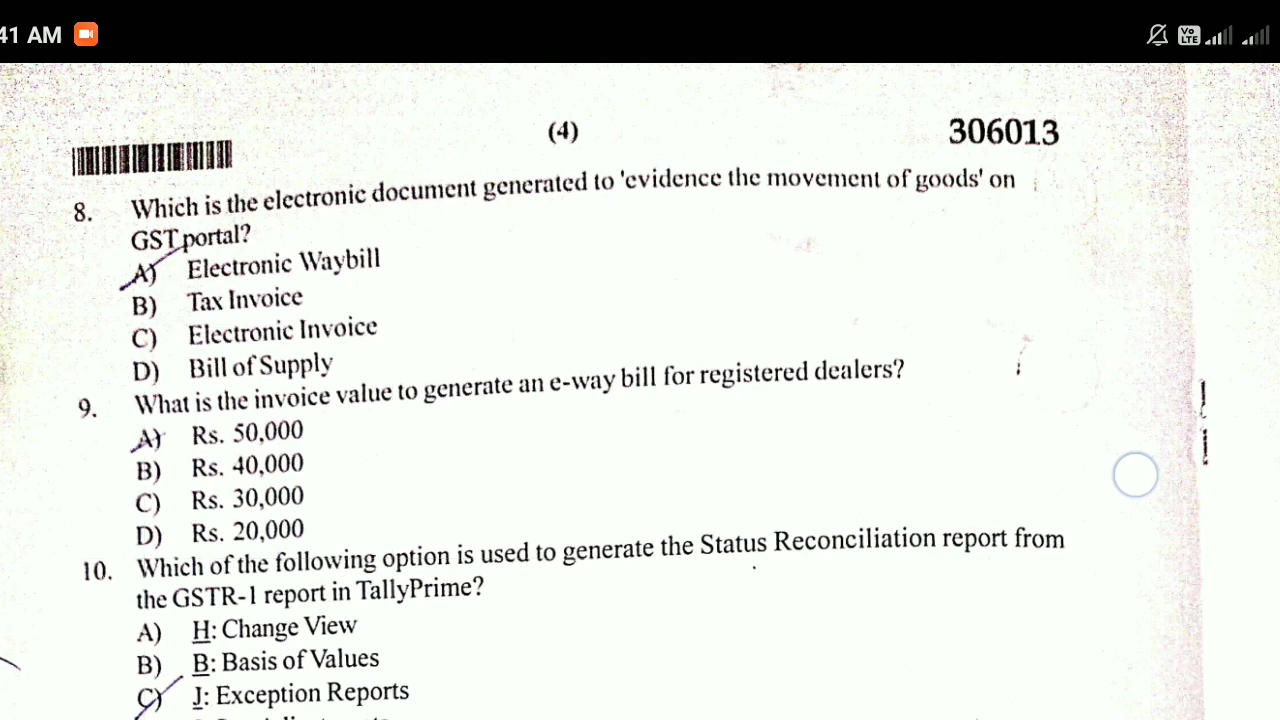 41 AM
Vo LTE
(4)
306013
8. Which is the electronic document generated to 'evidence the movement of goods' on
GST portal?
A) Electronic Waybill
B) Tax Invoice
C) Electronic Invoice
D) Bill of Supply
9. What is the invoice value to generate an e-way bill for registered dealers?
A) Rs. 50,000
B) Rs. 40,000
C) Rs. 30,000
D) Rs. 20,000
10. Which of the following option is used to generate the Status Reconciliation report from
the GSTR-1 report in TallyPrime?
A) H: Change View
B) B: Basis of Values
C) J: Exception Reports